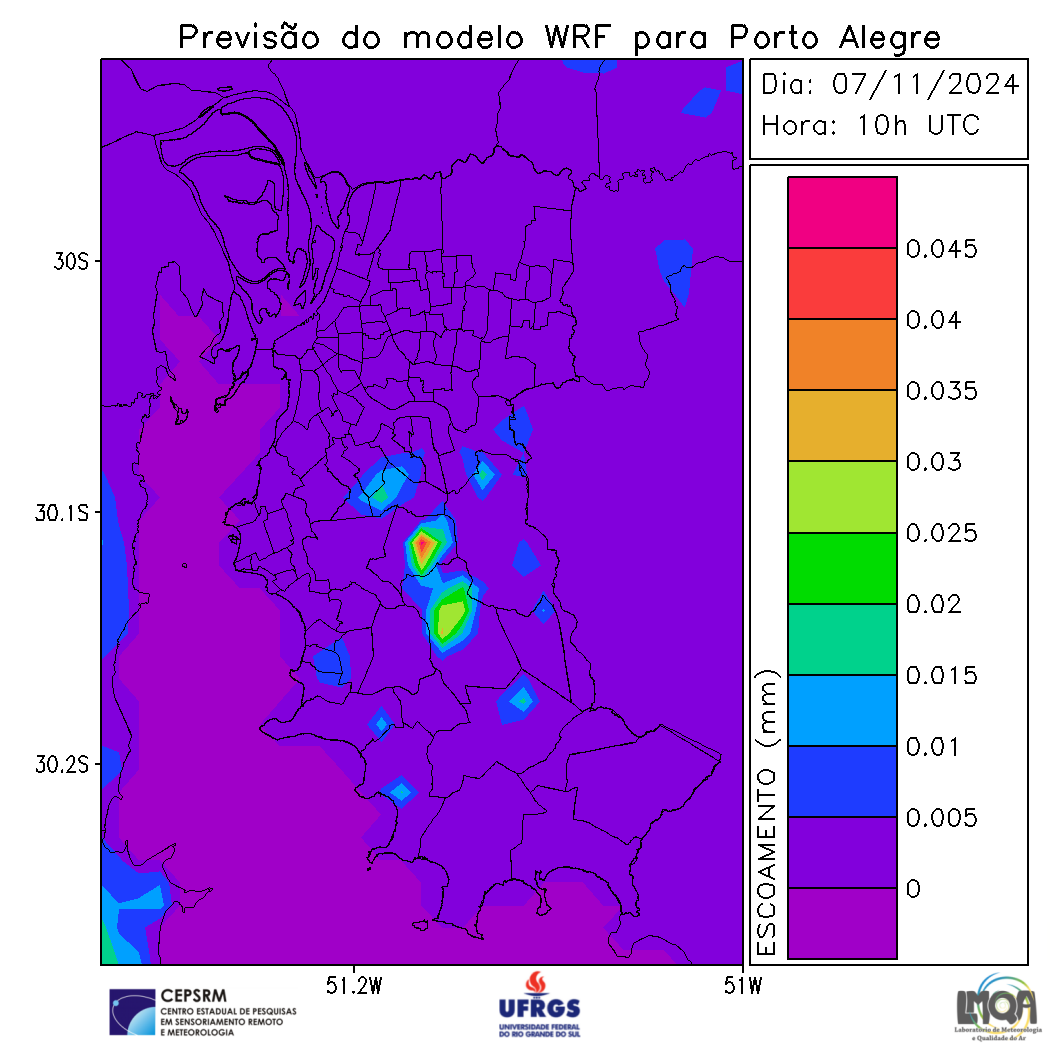 Previsão do modelo WRF para Porto Alegre
Dia: 07/11/2024
Hora: 10h UTC
30S
30.1S
30.2S
51.2W
51W
ESCOAMENTO (mm)
0.045
0.04
0.035
0.03
0.025
0.02
0.015
0.01
0.005
0
CEPSRM
CENTRO ESTADUAL DE PESQUISAS
EM SENSORIAMENTO REMOTO
E METEOROLOGIA
UFRGS
UNIVERSIDADE FEDERAL
DO RIO GRANDE DO SUL
LMQA
Laboratório de Meteorologia
e Qualidade do Ar